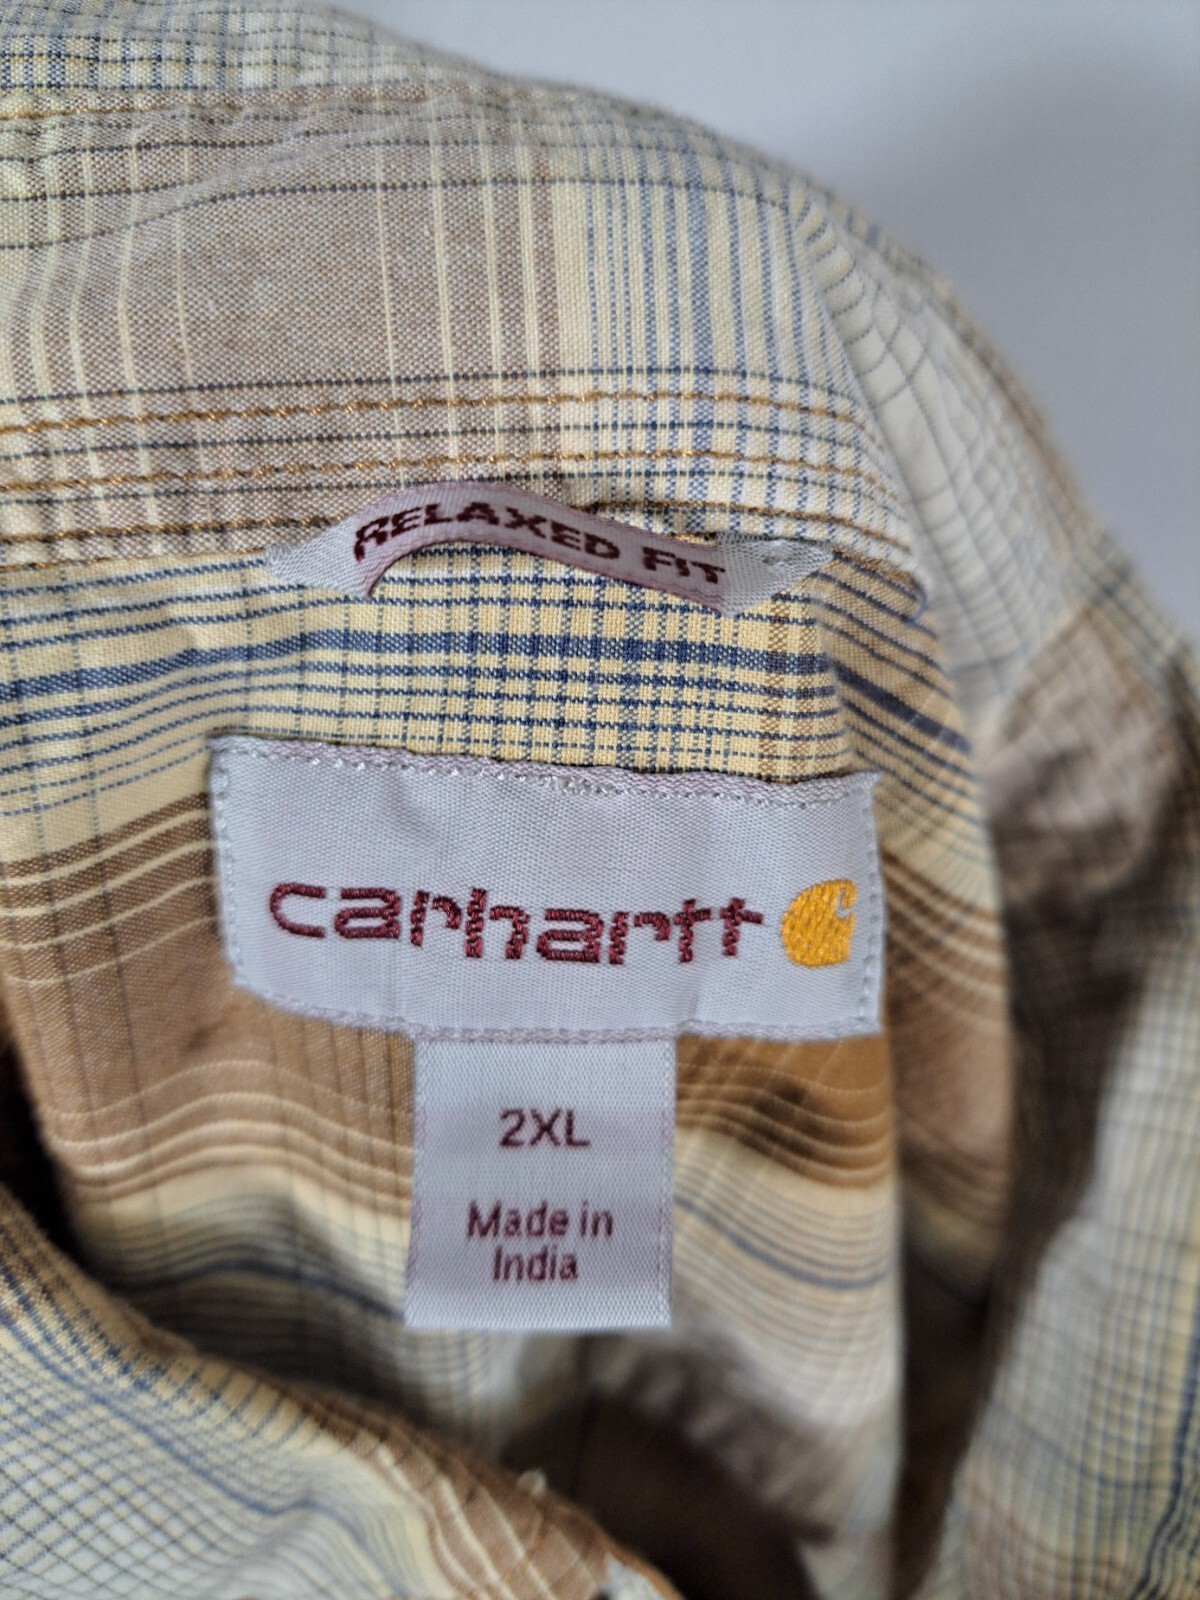 RELAXED FIT
carhartt
2XL
Made in
India